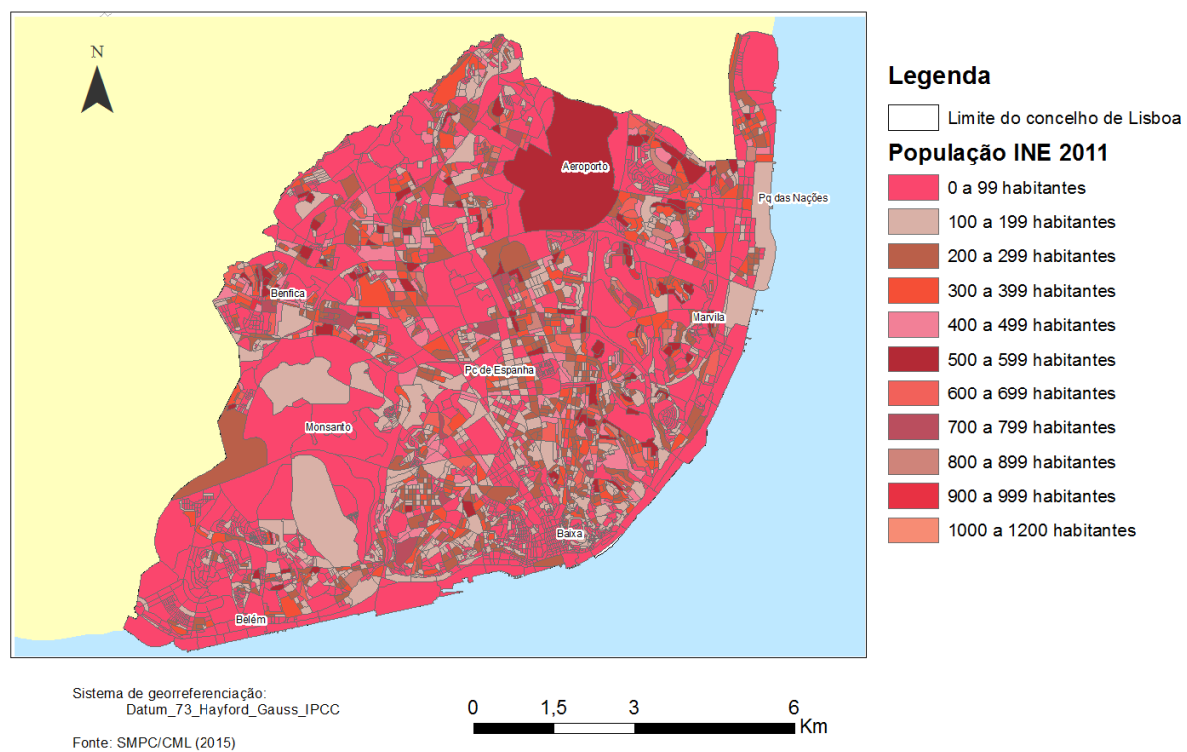 N
Aeroporto
Pq das Nações
Benfica
Marvila
Pc de Espanha
Monsanto
Baixa
Belém
Legenda
Limite do concelho de Lisboa
População INE 2011
0 a 99 habitantes
100 a 199 habitantes
200 a 299 habitantes
300 a 399 habitantes
400 a 499 habitantes
500 a 599 habitantes
600 a 699 habitantes
700 a 799 habitantes
800 a 899 habitantes
900 a 999 habitantes
1000 a 1200 habitantes
Sistema de georreferenciação:
Datum_73_Hayford_Gauss_IPCC
Fonte: SMPC/CML (2015)
0 1,5 3 6
Km